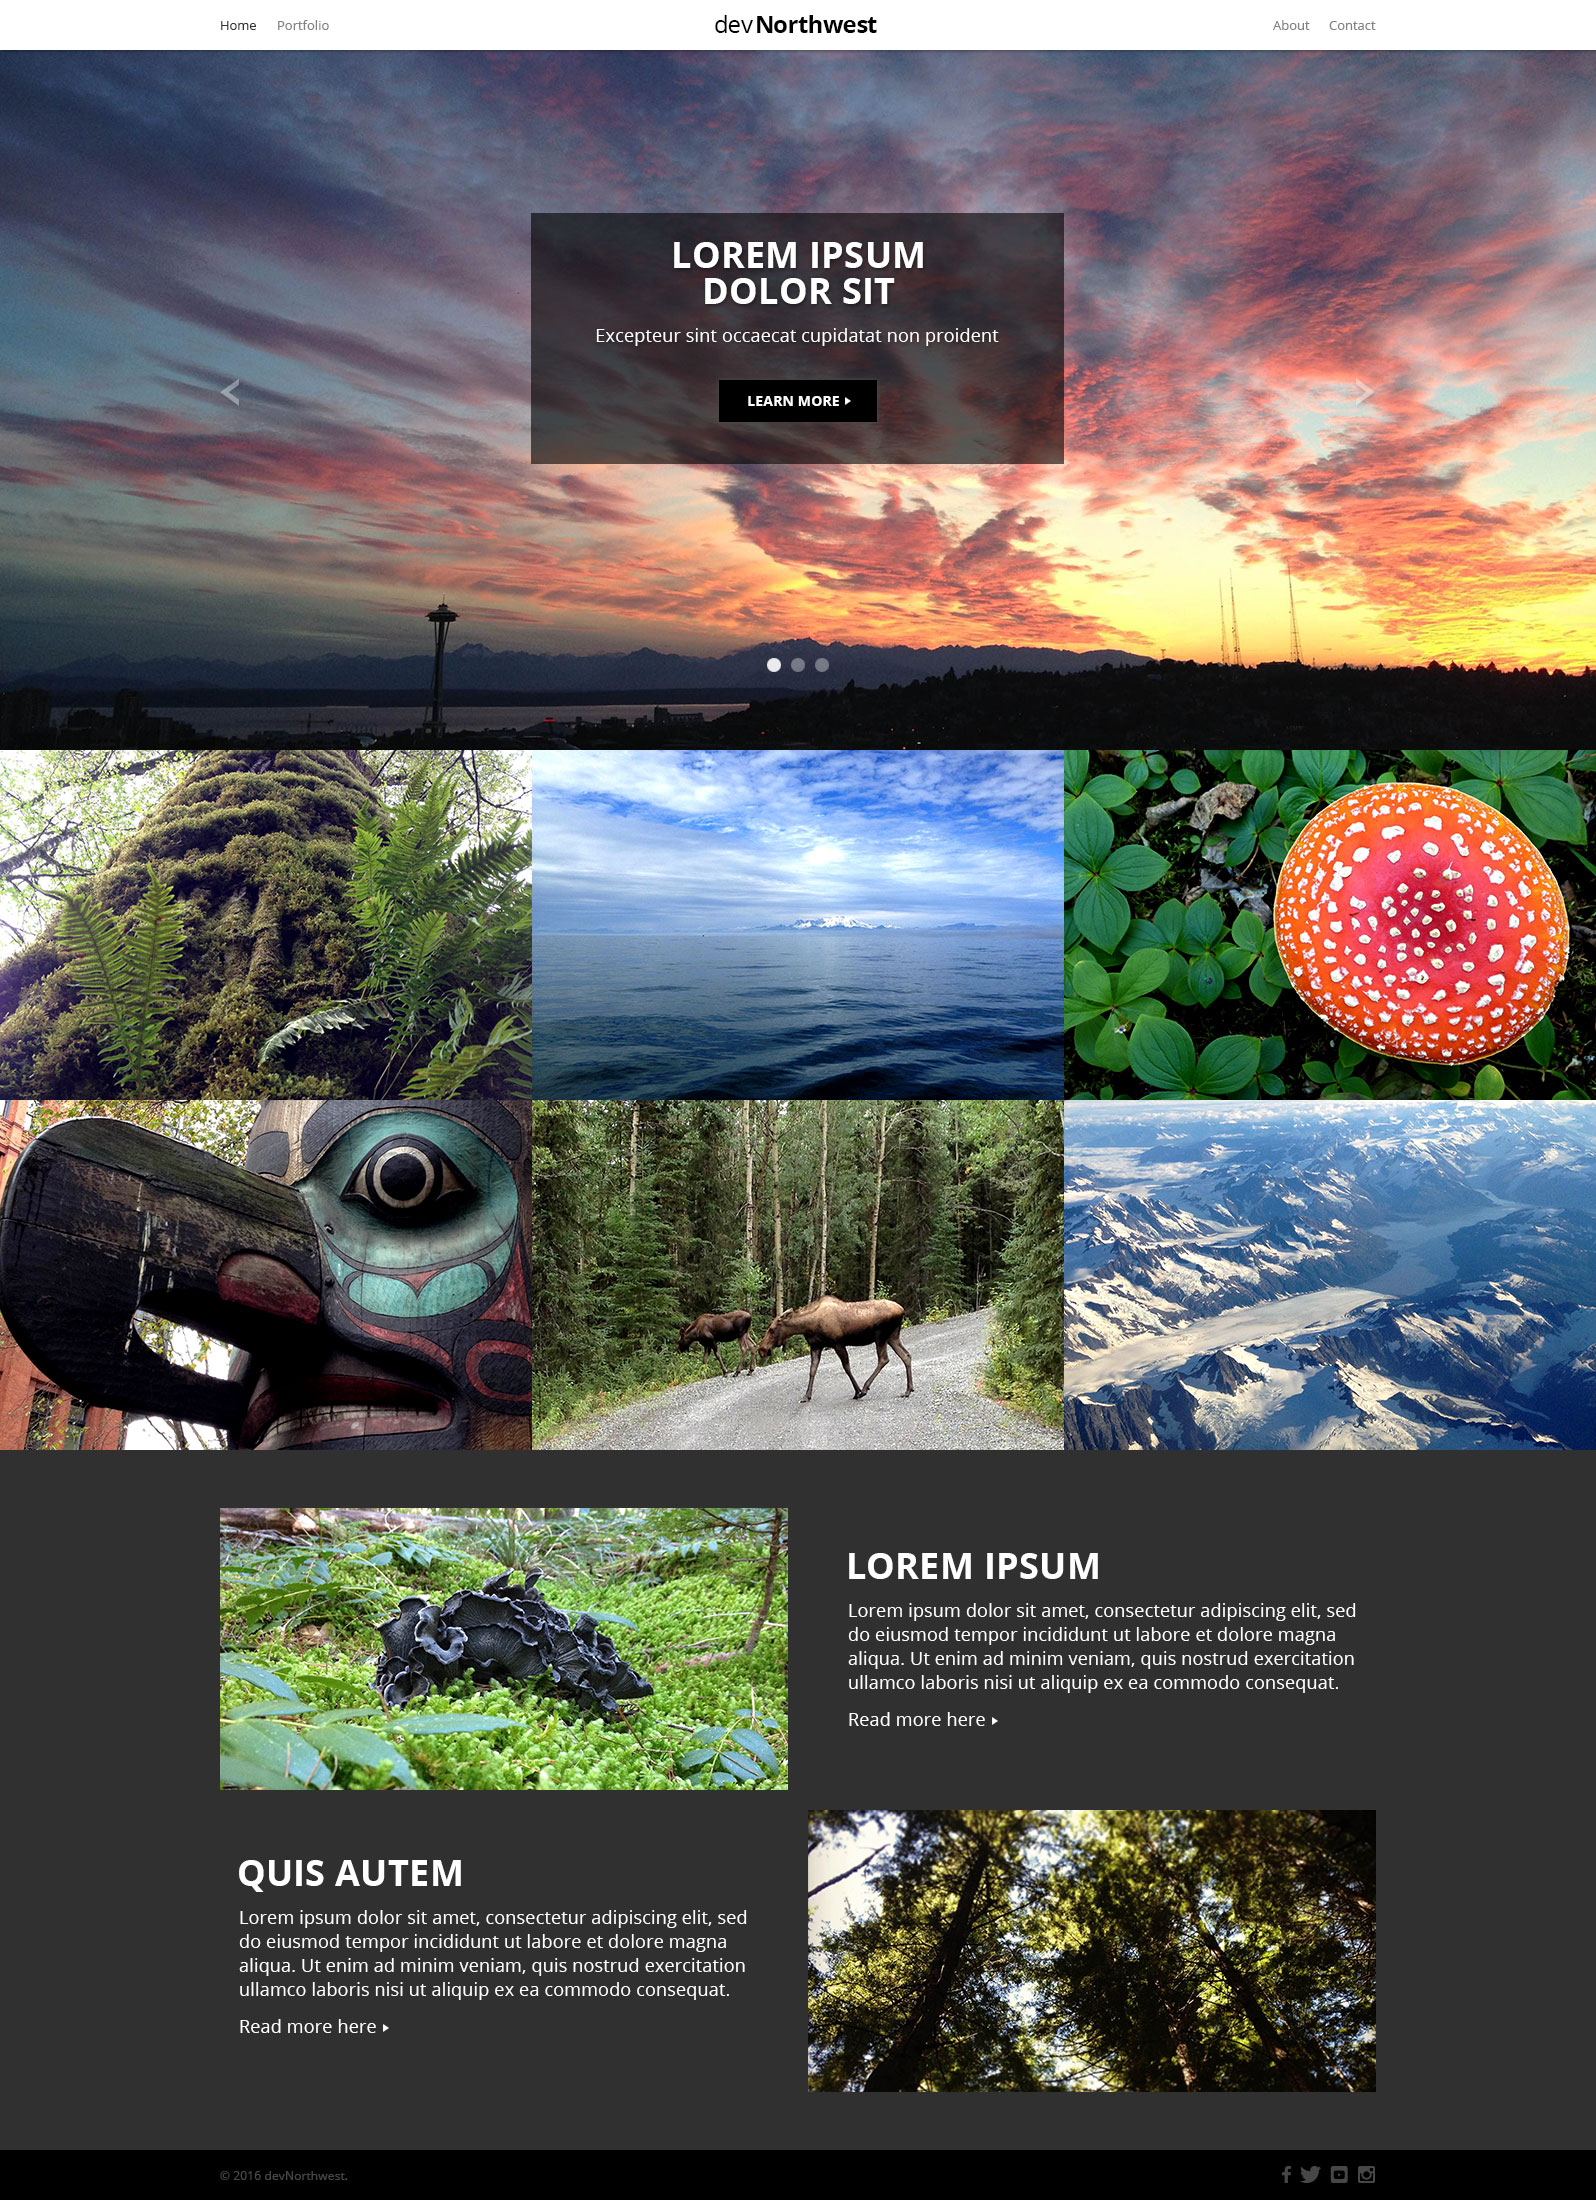 Home Portfolio devNorthwest About Contact
LOREM IPSUM
DOLOR SIT
Excepteur sint occaecat cupidatat non proident
LEARN MORE
LOREM IPSUM
Lorem ipsum dolor sit amet, consectetur adipiscing elit, sed
do eiusmod tempor incididunt ut labore et dolore magna
aliqua. Ut enim ad minim veniam, quis nostrud exercitation
ullamco laboris nisi ut aliquip ex ea commodo consequat.
Read more here
QUIS AUTEM
Lorem ipsum dolor sit amet, consectetur adipiscing elit, sed
do eiusmod tempor incididunt ut labore et dolore magna
aliqua. Ut enim ad minim veniam, quis nostrud exercitation
ullamco laboris nisi ut aliquip ex ea commodo consequat.
Read more here
© 2016 devNorthwest.